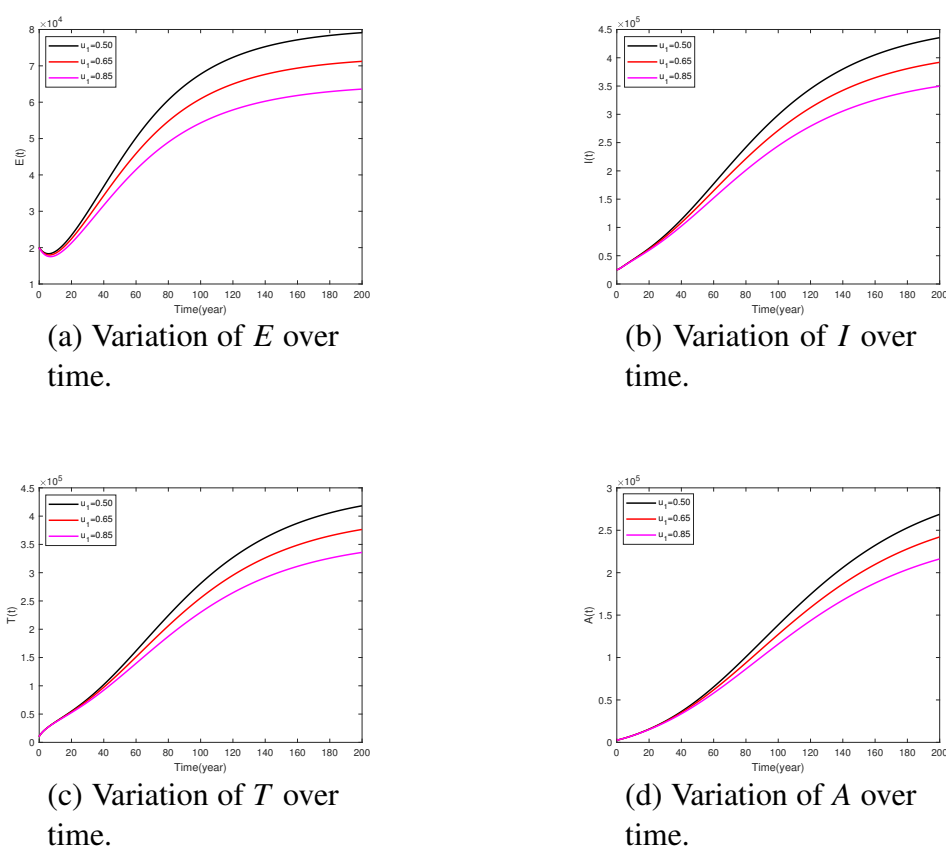 ×10⁴
8
7
6
5
4
3
2
1
E(t)
u₁=0.50
u₁=0.65
u₁=0.85
0 20 40 60 80 100 120 140 160 180 200
Time(year)
(a) Variation of E over
time.
×10⁵
4.5
4
3.5
3
2.5
2
1.5
1
0.5
0
I(t)
u₁=0.50
u₁=0.65
u₁=0.85
0 20 40 60 80 100 120 140 160 180 200
Time(year)
(b) Variation of I over
time.
×10⁵
4.5
4
3.5
3
2.5
2
1.5
1
0.5
0
T(t)
u₁=0.50
u₁=0.65
u₁=0.85
0 20 40 60 80 100 120 140 160 180 200
Time(year)
(c) Variation of T over
time.
×10⁵
3
2.5
2
1.5
1
0.5
0
A(t)
u₁=0.50
u₁=0.65
u₁=0.85
0 20 40 60 80 100 120 140 160 180 200
Time(year)
(d) Variation of A over
time.